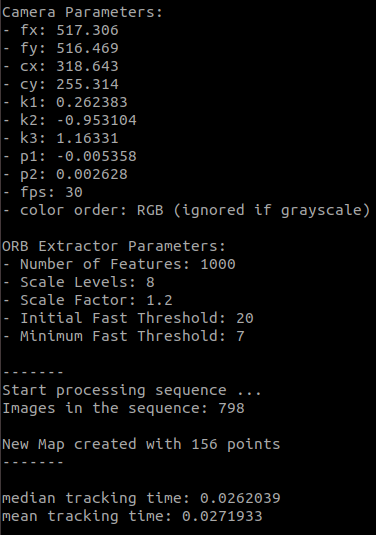 Camera Parameters:
- fx: 517.306
- fy: 516.469
- cx: 318.643
- cy: 255.314
- k1: 0.262383
- k2: -0.953104
- k3: 1.16331
- p1: -0.005358
- p2: 0.002628
- fps: 30
- color order: RGB (ignored if grayscale)
ORB Extractor Parameters:
- Number of Features: 1000
- Scale Levels: 8
- Scale Factor: 1.2
- Initial Fast Threshold: 20
- Minimum Fast Threshold: 7
-------
Start processing sequence ...
Images in the sequence: 798
New Map created with 156 points
-------
median tracking time: 0.0262039
mean tracking time: 0.0271933